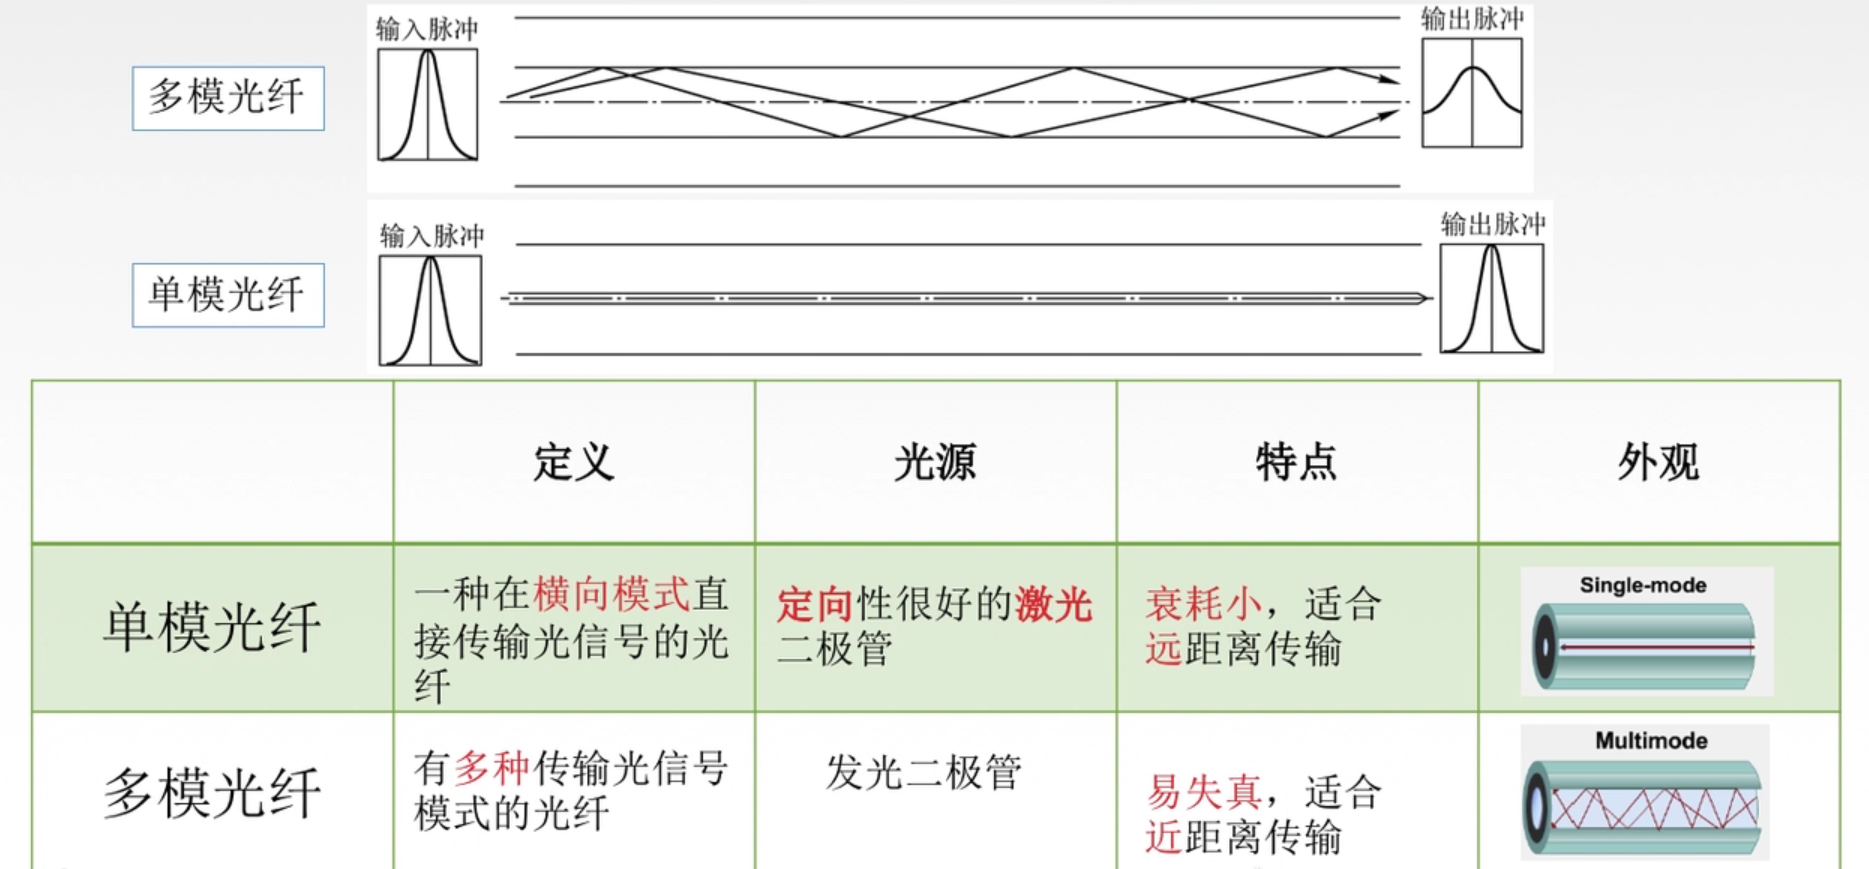 输入脉冲
输出脉冲
多模光纤
输入脉冲
输出脉冲
单模光纤
定义
光源
特点
外观
单模光纤
一种在横向模式直
接传输光信号的光
纤
定向性很好的激光
二极管
衰耗小，适合
远距离传输
Single-mode
多模光纤
有多种传输光信号
模式的光纤
发光二极管
易失真，适合
近距离传输
Multimode